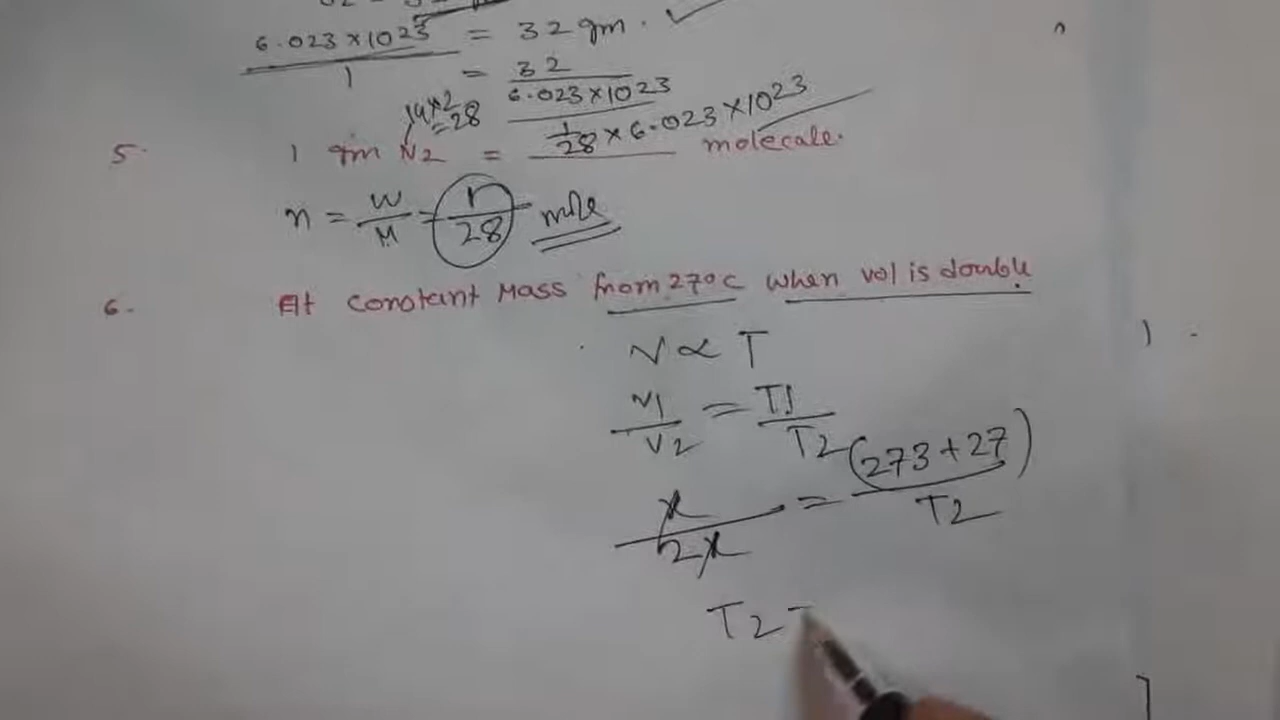 6.023×10²³ = 32 gm.
1 = 32
6.023×10²³
14×2
=28
1/28 × 6.023×10²³
5. 1 gm N2 = molecule.
n = W/M = 1/28 mole
6. At constant Mass from 27°C when vol is double
V ∝ T
V1/V2 = T1/T2
x/2x = (273+27)/T2
T2